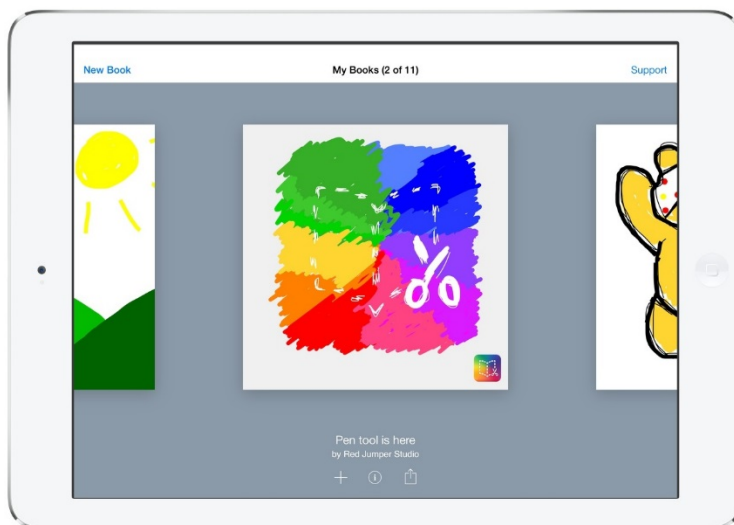 New Book
My Books (2 of 11)
Support
Pen tool is here
by Red Jumper Studio